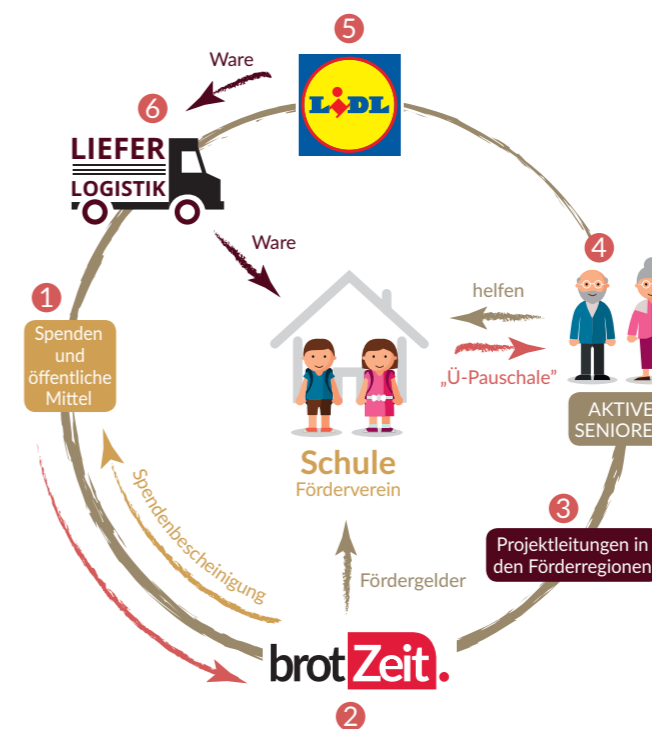 5
Ware
LIDL
6
LIEFER
LOGISTIK
Ware
4
helfen
1
Spenden
und
öffentliche
Mittel
„Ü-Pauschale”
AKTIVE
SENIORE
Schule
Förderverein
Spendenbescheinigung
3
Projektleitungen in
den Förderregionen
Fördergelder
brotZeit.
2